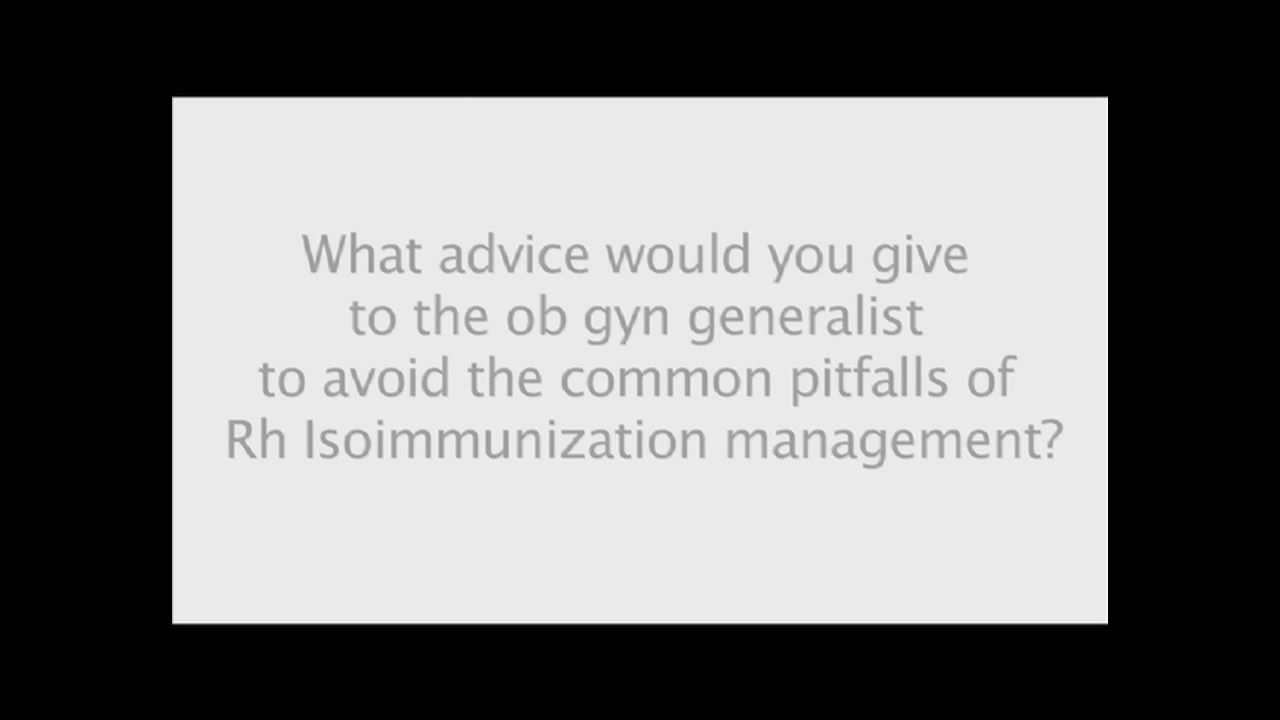 What advice would you give
to the ob gyn generalist
to avoid the common pitfalls of
Rh Isoimmunization management?